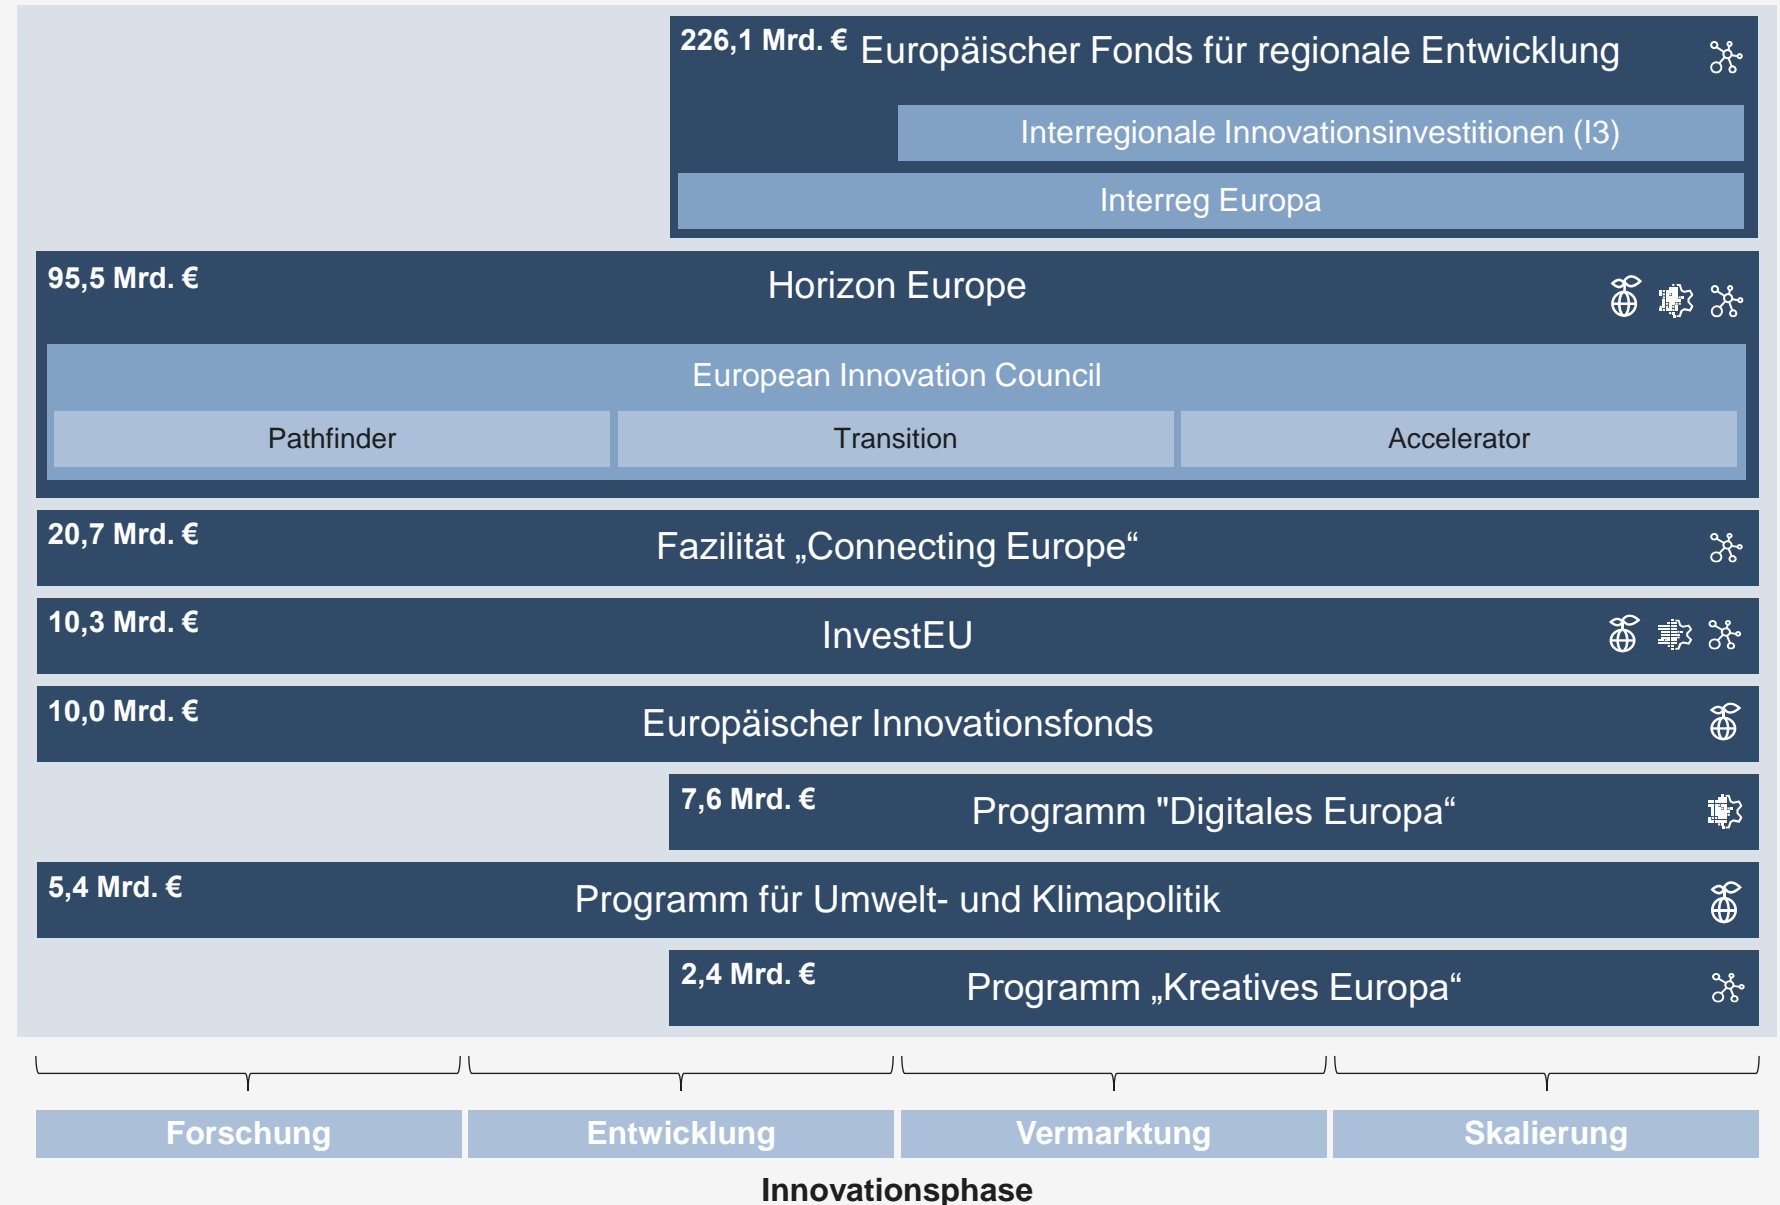 226,1 Mrd. € Europäischer Fonds für regionale Entwicklung
Interregionale Innovationsinvestitionen (I3)
Interreg Europa
95,5 Mrd. € Horizon Europe
European Innovation Council
Pathfinder Transition Accelerator
20,7 Mrd. € Fazilität „Connecting Europe“
10,3 Mrd. € InvestEU
10,0 Mrd. € Europäischer Innovationsfonds
7,6 Mrd. € Programm "Digitales Europa“
5,4 Mrd. € Programm für Umwelt- und Klimapolitik
2,4 Mrd. € Programm „Kreatives Europa“
Forschung Entwicklung Vermarktung Skalierung
Innovationsphase